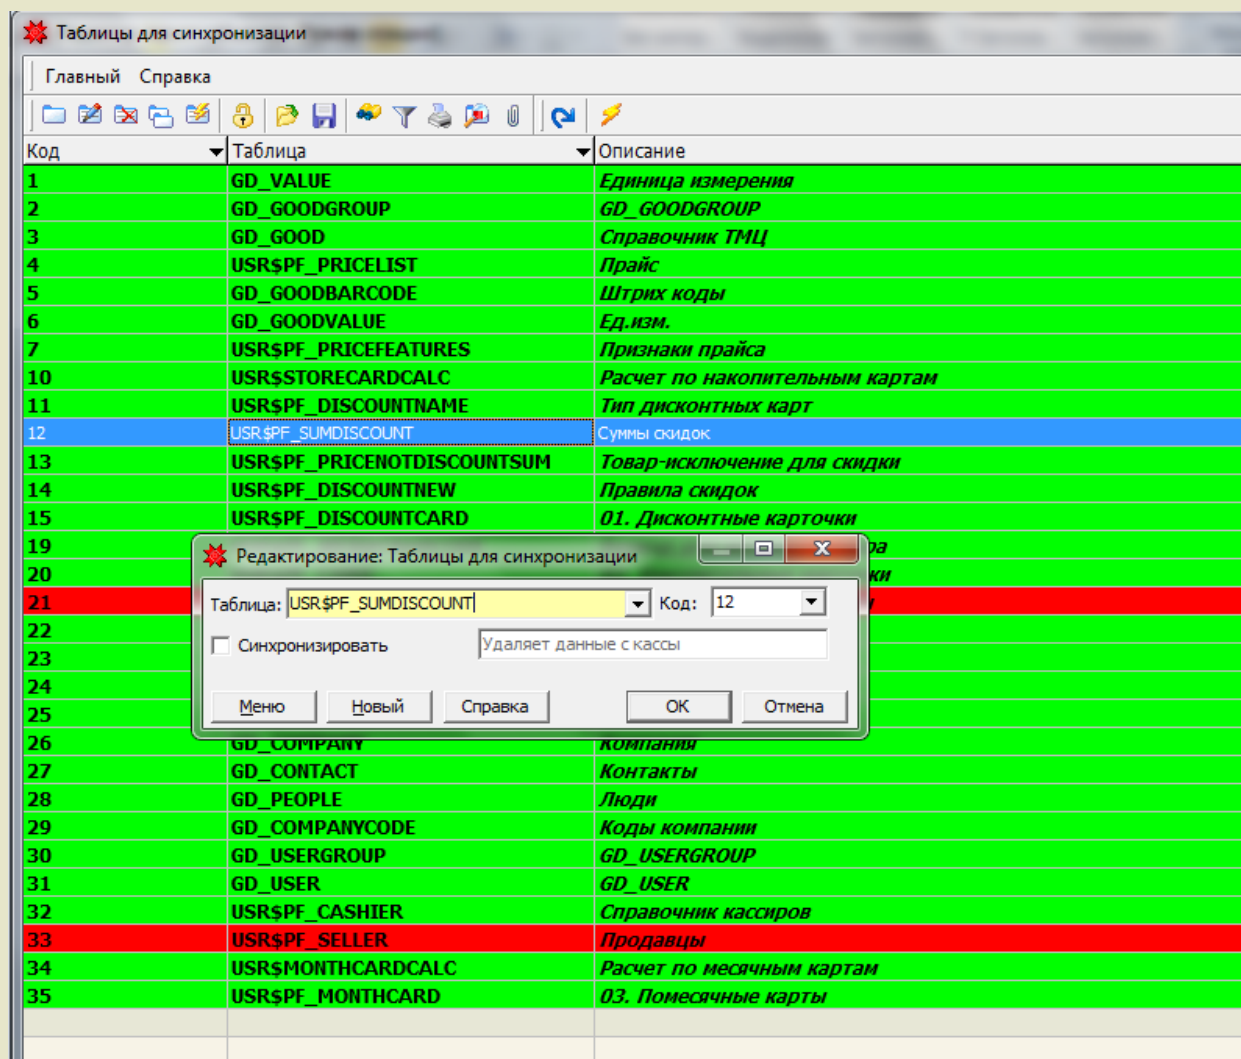 Таблицы для синхронизации
Главный Справка
Код Таблица Описание
1 GD_VALUE Единица измерения
2 GD_GOODGROUP GD_GOODGROUP
3 GD_GOOD Справочник ТМЦ
4 USR$PF_PRICELIST Прайс
5 GD_GOODBARCODE Штрих коды
6 GD_GOODVALUE Ед.изм.
7 USR$PF_PRICEFEATURES Признаки прайса
10 USR$STORECARDCALC Расчет по накопительным картам
11 USR$PF_DISCOUNTNAME Тип дисконтных карт
12 USR$PF_SUMDISCOUNT Суммы скидок
13 USR$PF_PRICENOTDISCOUNTSUM Товар-исключение для скидки
14 USR$PF_DISCOUNTNEW Правила скидок
15 USR$PF_DISCOUNTCARD 01. Дисконтные карточки
19 ра
20 ки
21
22
23
24
25
Редактирование: Таблицы для синхронизации
Таблица: USR$PF_SUMDISCOUNT Код: 12
Синхронизировать Удаляет данные с кассы
Меню Новый Справка OK Отмена
26 GD_COMPANY Компания
27 GD_CONTACT Контакты
28 GD_PEOPLE Люди
29 GD_COMPANYCODE Коды компании
30 GD_USERGROUP GD_USERGROUP
31 GD_USER GD_USER
32 USR$PF_CASHIER Справочник кассиров
33 USR$PF_SELLER Продавцы
34 USR$MONTHCARDCALC Расчет по месячным картам
35 USR$PF_MONTHCARD 03. Помесячные карты